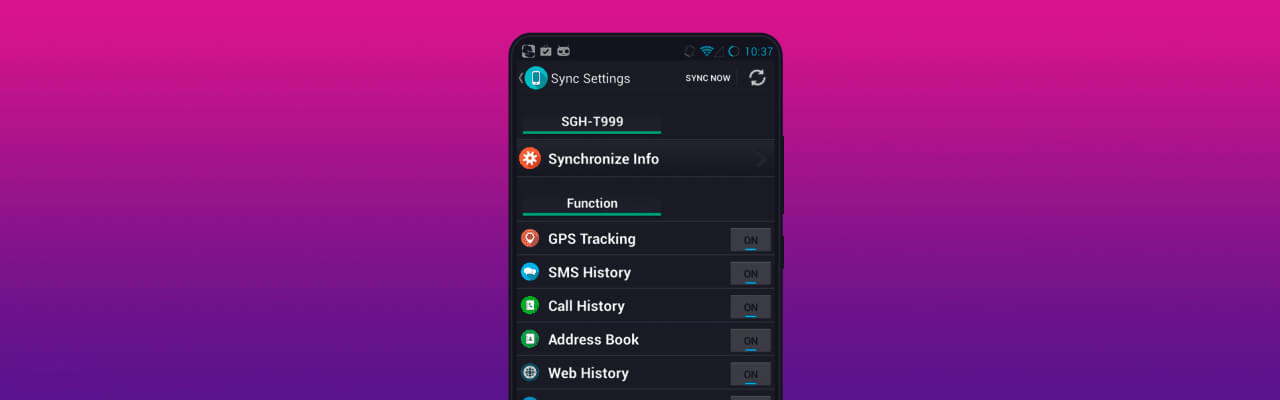 10:37
Sync Settings
SYNC NOW
SGH-T999
Synchronize Info
Function
GPS Tracking
ON
SMS History
ON
Call History
ON
Address Book
ON
Web History
ON